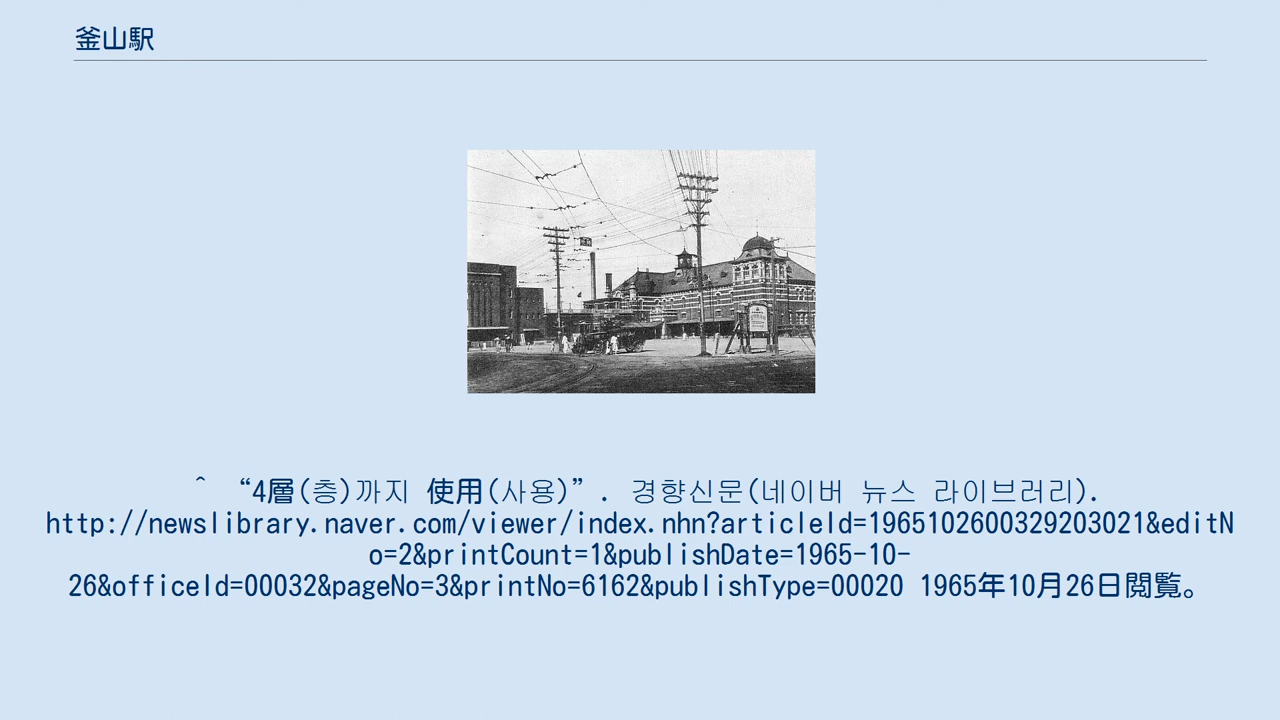 釜山駅
^ “4層(층)까지 使用(사용)”. 경향신문(네이버 뉴스 라이브러리).
http://newslibrary.naver.com/viewer/index.nhn?articleId=1965102600329203021&editN
o=2&printCount=1&publishDate=1965-10-
26&officeId=00032&pageNo=3&printNo=6162&publishType=00020 1965年10月26日閲覧。